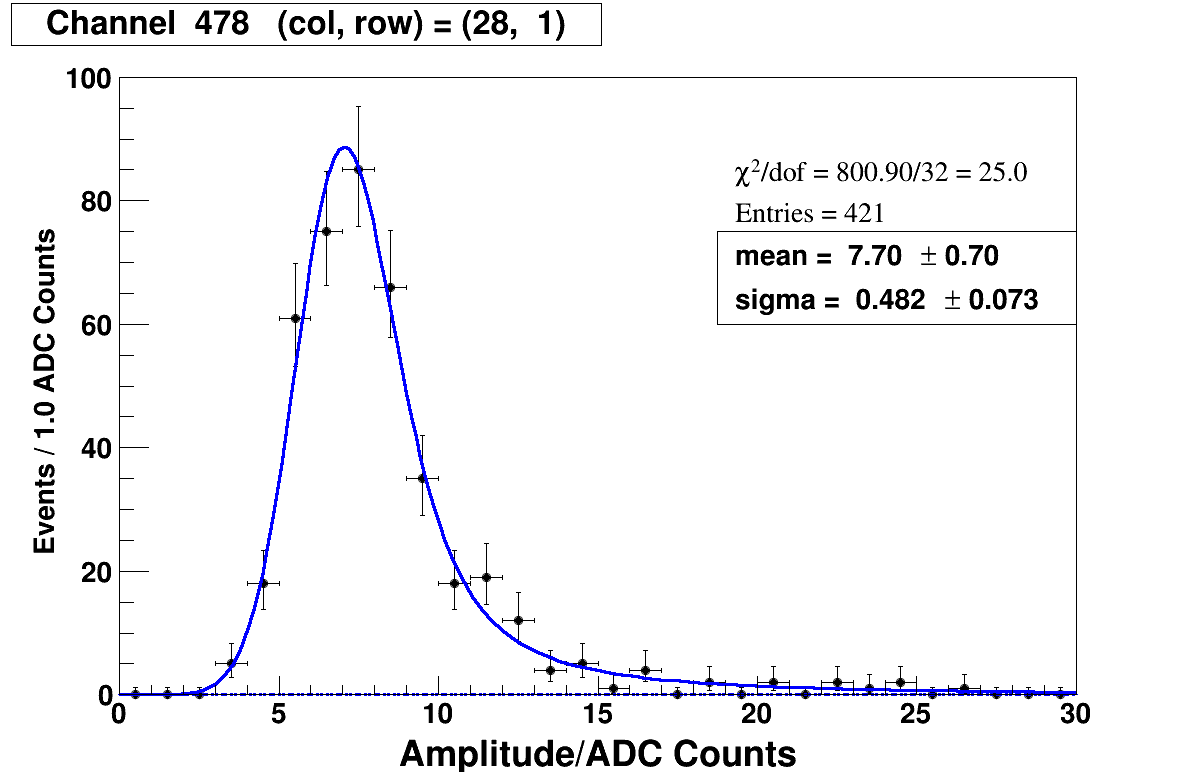 Channel 478 (col, row) = (28, 1)
100
80
60
40
20
0
Events / 1.0 ADC Counts
χ²/dof = 800.90/32 = 25.0
Entries = 421
mean = 7.70 ± 0.70
sigma = 0.482 ± 0.073
0 5 10 15 20 25 30
Amplitude/ADC Counts